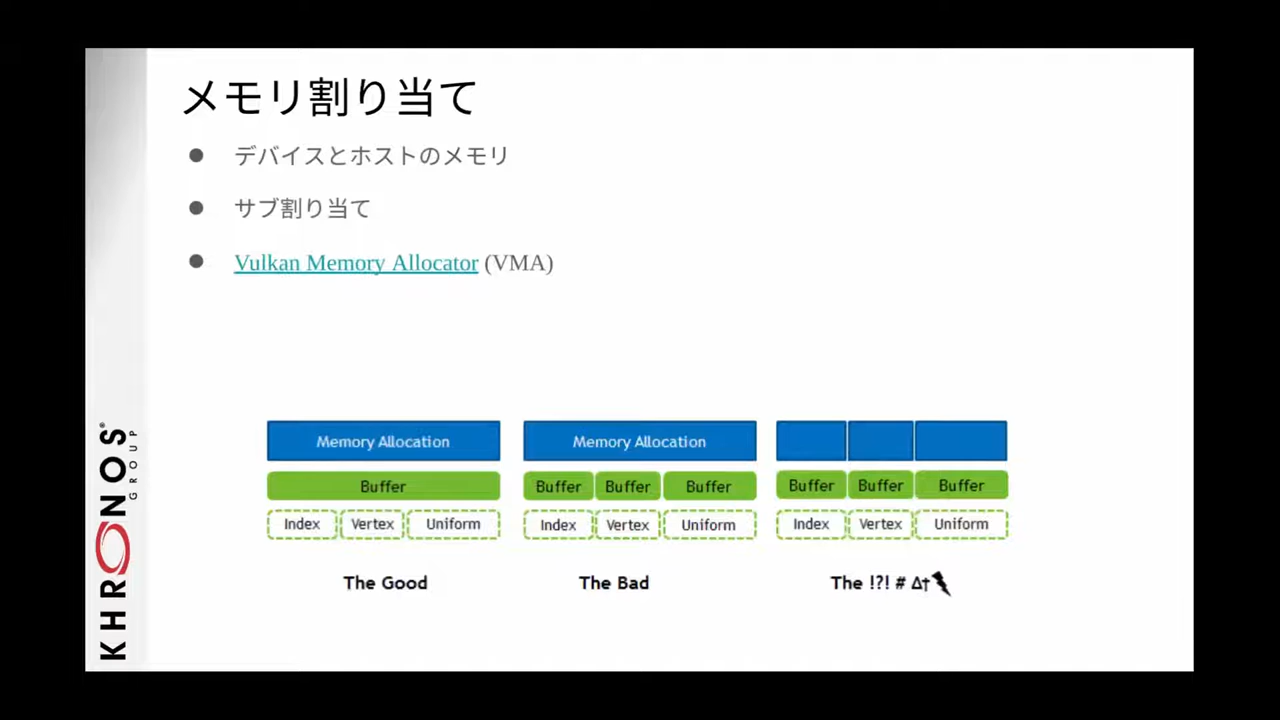 メモリ割り当て
● デバイスとホストのメモリ
● サブ割り当て
● Vulkan Memory Allocator (VMA)
Memory Allocation Memory Allocation
Buffer Buffer Buffer Buffer Buffer Buffer Buffer
Index Vertex Uniform Index Vertex Uniform Index Vertex Uniform
The Good The Bad The !?! # Δ†
KHRONOS®
GROUP